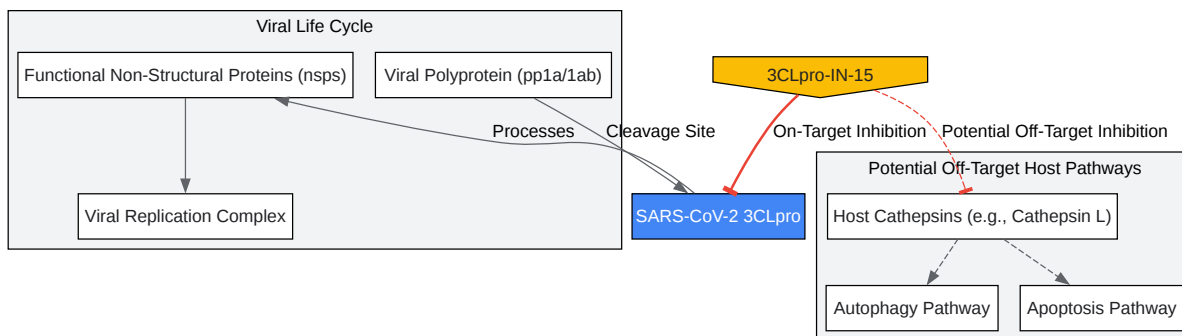 Viral Life Cycle
Functional Non-Structural Proteins (nsps)
Viral Polyprotein (pp1a/1ab)
3CLpro-IN-15
Processes
Cleavage Site
On-Target Inhibition
Potential Off-Target Inhibition
Potential Off-Target Host Pathways
Viral Replication Complex
SARS-CoV-2 3CLpro
Host Cathepsins (e.g., Cathepsin L)
Autophagy Pathway
Apoptosis Pathway